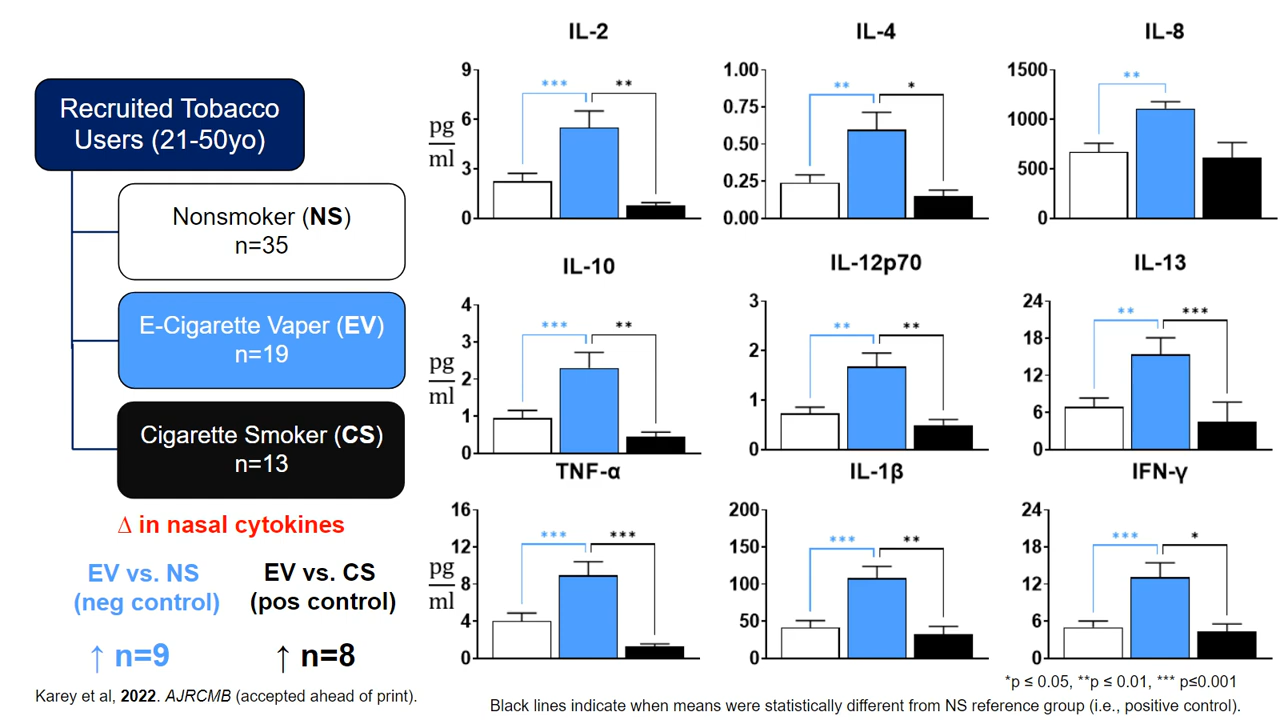 Recruited Tobacco
Users (21-50yo)
Nonsmoker (NS)
n=35
E-Cigarette Vaper (EV)
n=19
Cigarette Smoker (CS)
n=13
Δ in nasal cytokines
EV vs. NS
(neg control)
↑ n=9
EV vs. CS
(pos control)
↑ n=8
Karey et al, 2022. AJRCMB (accepted ahead of print).
IL-2
pg
ml
9
6
3
0
***
**
IL-4
1.00
0.75
0.50
0.25
0.00
**
*
IL-8
1500
1000
500
0
**
IL-10
pg
ml
4
3
2
1
0
***
**
IL-12p70
3
2
1
0
**
**
IL-13
24
18
12
6
0
**
***
TNF-α
pg
ml
16
12
8
4
0
***
***
IL-1β
200
150
100
50
0
***
**
IFN-γ
24
18
12
6
0
***
*
*p ≤ 0.05, **p ≤ 0.01, *** p≤0.001
Black lines indicate when means were statistically different from NS reference group (i.e., positive control).